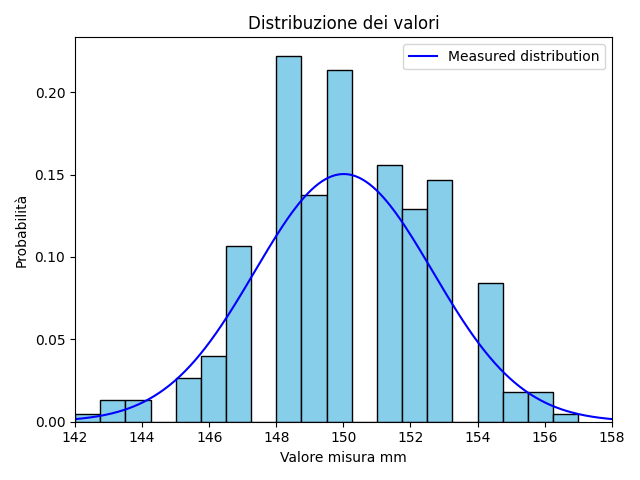 Distribuzione dei valori
Measured distribution
0.20
0.15
0.10
0.05
0.00
Probabilità
142 144 146 148 150 152 154 156 158
Valore misura mm